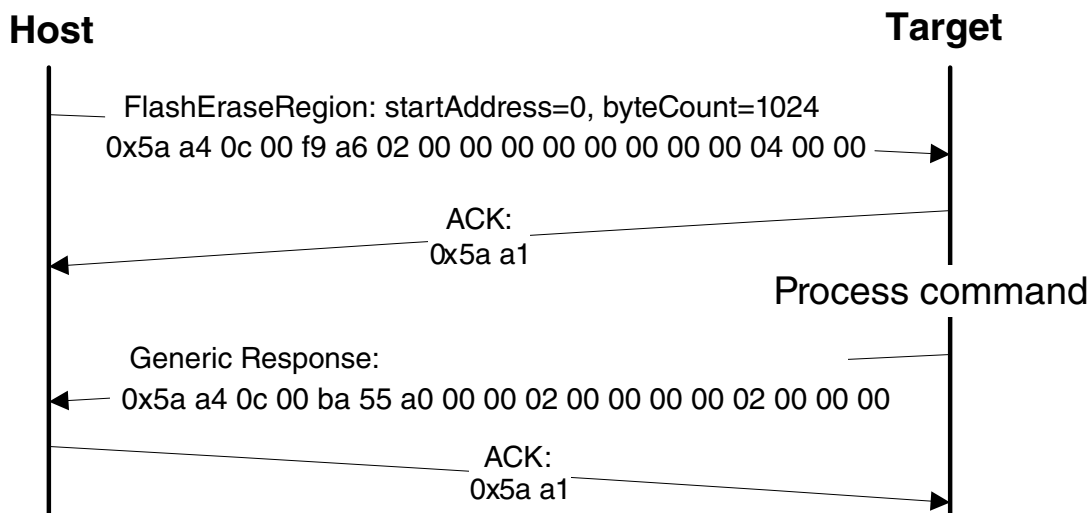 Host
Target
FlashEraseRegion: startAddress=0, byteCount=1024
0x5a a4 0c 00 f9 a6 02 00 00 00 00 00 00 00 00 04 00 00
ACK:
0x5a a1
Process command
Generic Response:
0x5a a4 0c 00 ba 55 a0 00 00 02 00 00 00 00 02 00 00 00
ACK:
0x5a a1